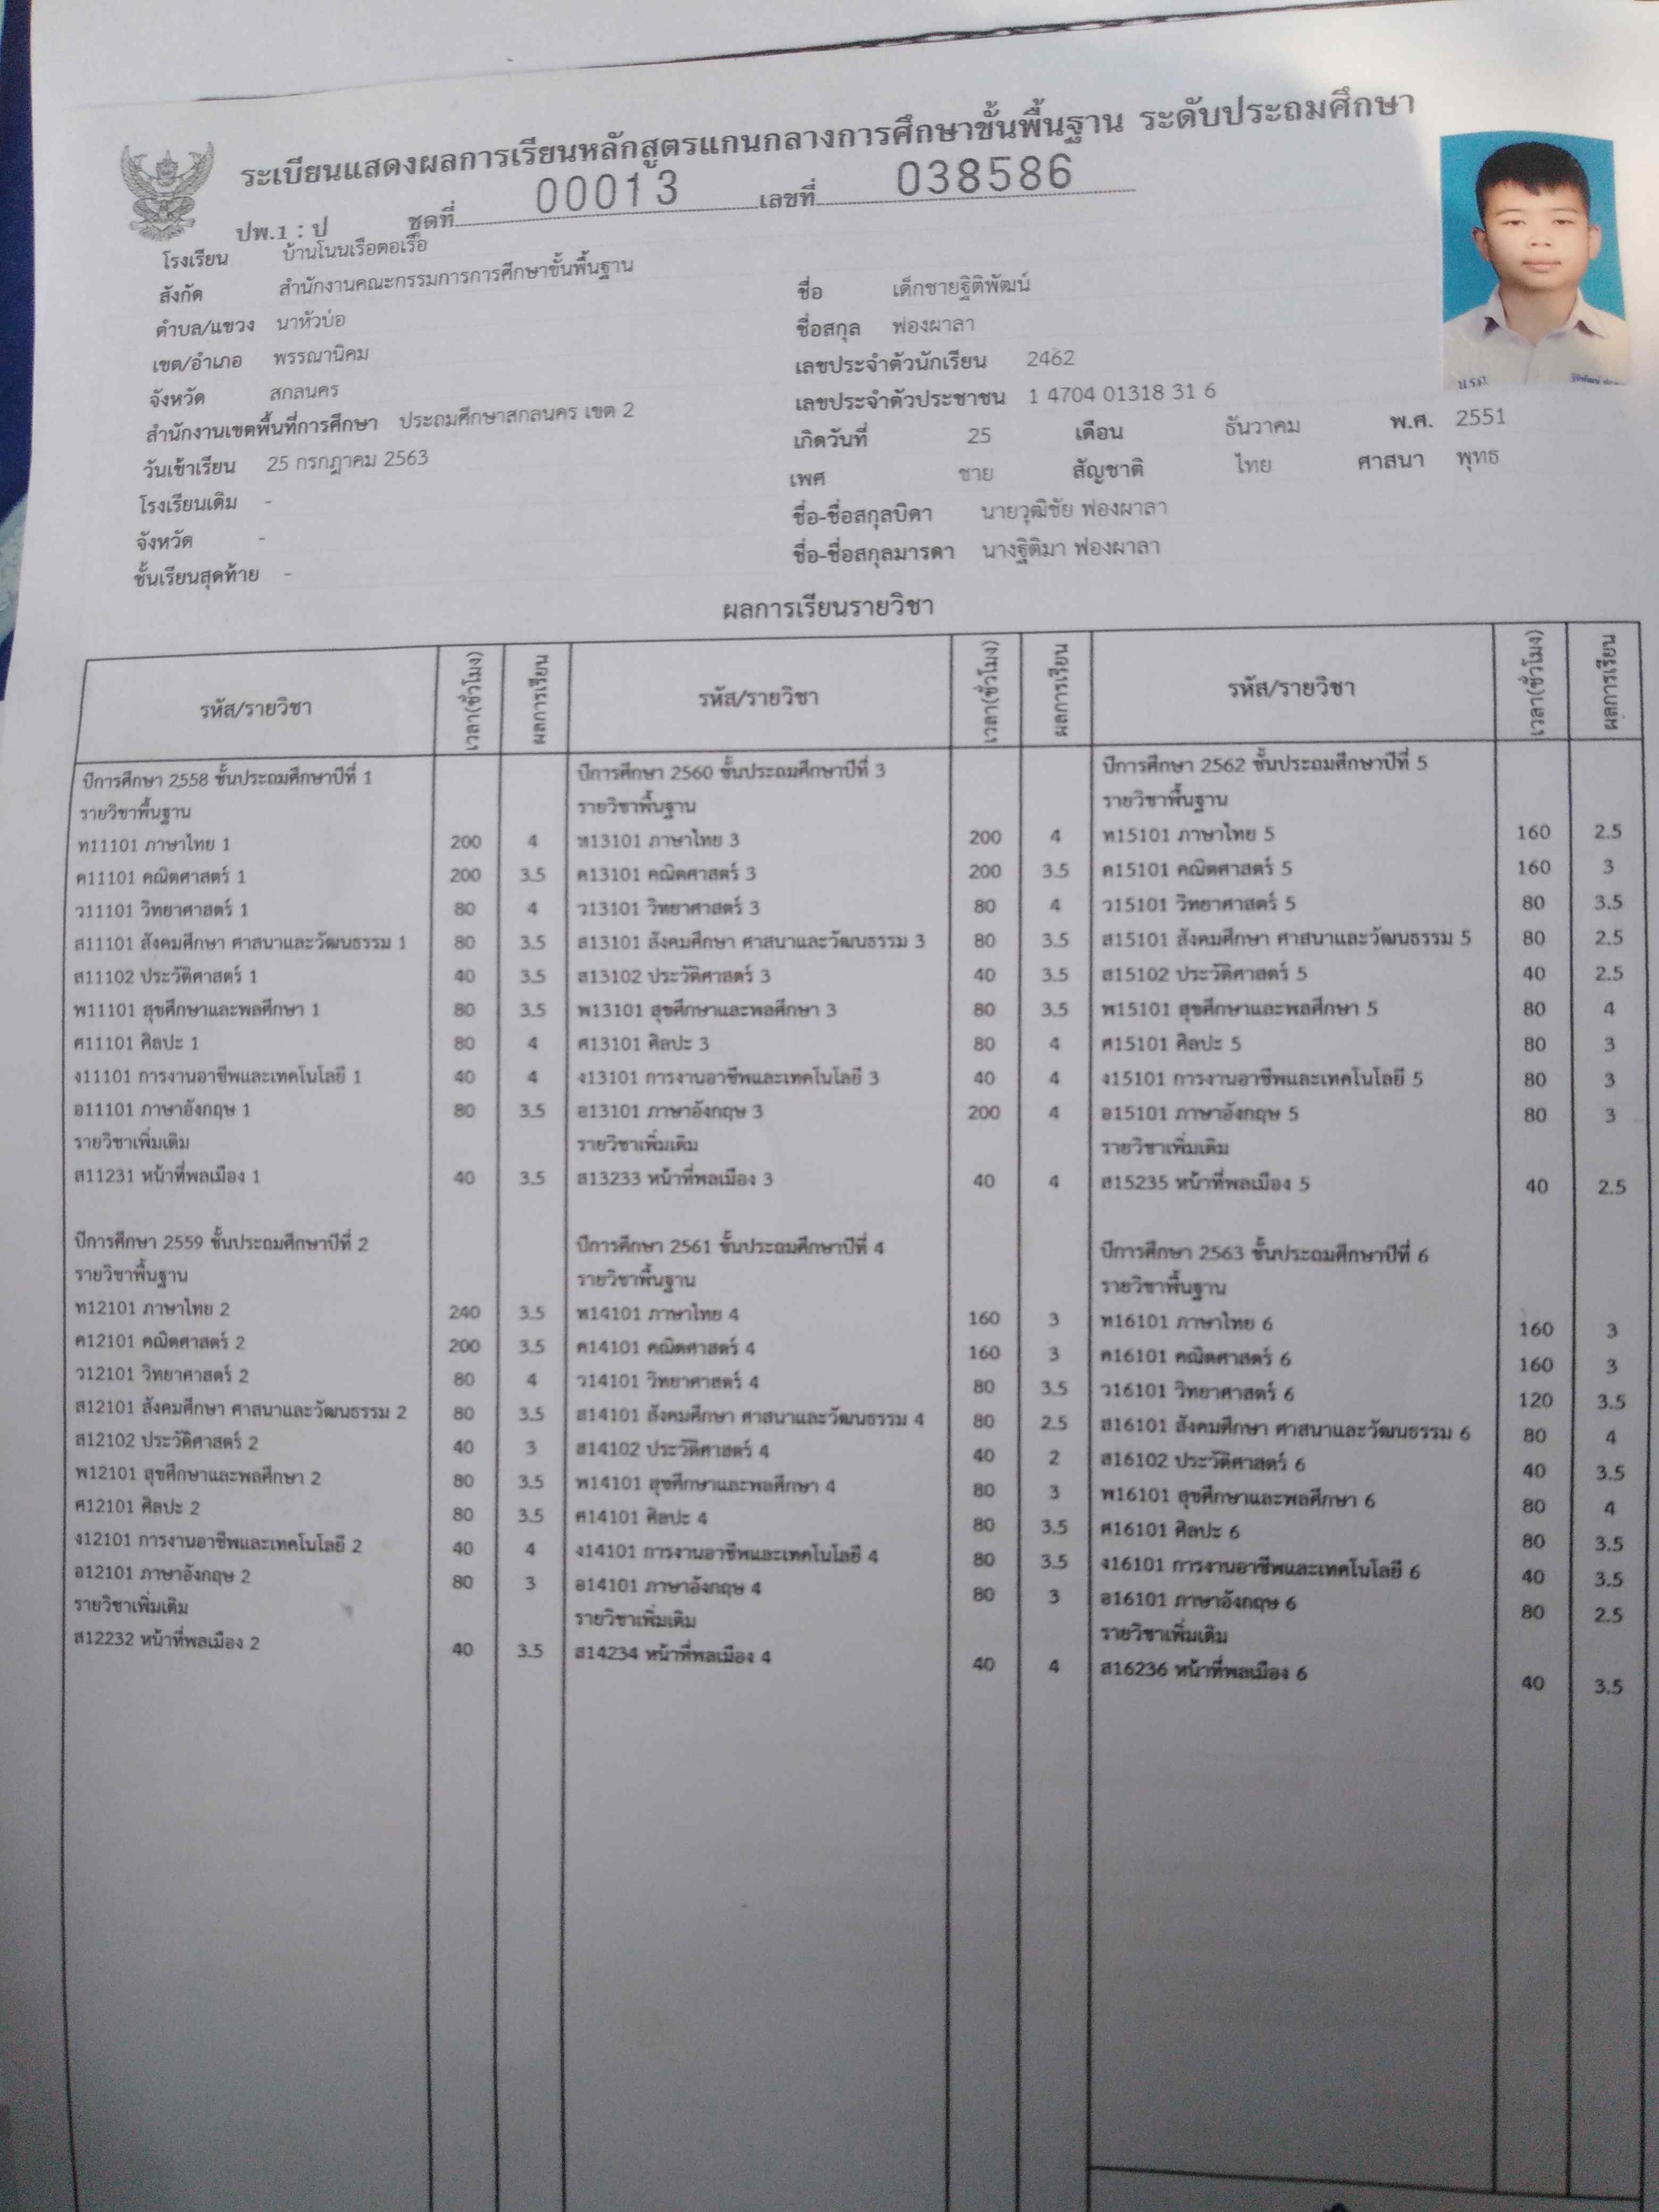 ระเบียนแสดงผลการเรียนหลักสูตรแกนกลางการศึกษาขั้นพื้นฐาน ระดับประถมศึกษา
ปพ.1 : ป ชุดที่ 00013 เลขที่ 038586
โรงเรียน บ้านโนนเรือตอเรือ
สังกัด สำนักงานคณะกรรมการการศึกษาขั้นพื้นฐาน
ตำบล/แขวง นาหัวบ่อ
เขต/อำเภอ พรรณานิคม
จังหวัด สกลนคร
สำนักงานเขตพื้นที่การศึกษา ประถมศึกษาสกลนคร เขต 2
วันเข้าเรียน 25 กรกฎาคม 2563
โรงเรียนเดิม -
จังหวัด -
ชั้นเรียนสุดท้าย -
ชื่อ เด็กชายฐิติพัฒน์
ชื่อสกุล ฟองผาลา
เลขประจำตัวนักเรียน 2462
เลขประจำตัวประชาชน 1 4704 01318 31 6
เกิดวันที่ 25 เดือน ธันวาคม พ.ศ. 2551
เพศ ชาย สัญชาติ ไทย ศาสนา พุทธ
ชื่อ-ชื่อสกุลบิดา นายวุฒิชัย ฟองผาลา
ชื่อ-ชื่อสกุลมารดา นางฐิติมา ฟองผาลา
ผลการเรียนรายวิชา
รหัส/รายวิชา เวลา(ชั่วโมง) ผลการเรียน
ปีการศึกษา 2558 ชั้นประถมศึกษาปีที่ 1
รายวิชาพื้นฐาน
ท11101 ภาษาไทย 1 200 4
ค11101 คณิตศาสตร์ 1 200 3.5
ว11101 วิทยาศาสตร์ 1 80 4
ส11101 สังคมศึกษา ศาสนาและวัฒนธรรม 1 80 3.5
ส11102 ประวัติศาสตร์ 1 40 3.5
พ11101 สุขศึกษาและพลศึกษา 1 80 3.5
ศ11101 ศิลปะ 1 80 4
ง11101 การงานอาชีพและเทคโนโลยี 1 40 4
อ11101 ภาษาอังกฤษ 1 80 3.5
รายวิชาเพิ่มเติม
ส11231 หน้าที่พลเมือง 1 40 3.5
ปีการศึกษา 2559 ชั้นประถมศึกษาปีที่ 2
รายวิชาพื้นฐาน
ท12101 ภาษาไทย 2 240 3.5
ค12101 คณิตศาสตร์ 2 200 3.5
ว12101 วิทยาศาสตร์ 2 80 4
ส12101 สังคมศึกษา ศาสนาและวัฒนธรรม 2 80 3.5
ส12102 ประวัติศาสตร์ 2 40 3
พ12101 สุขศึกษาและพลศึกษา 2 80 3.5
ศ12101 ศิลปะ 2 80 3.5
ง12101 การงานอาชีพและเทคโนโลยี 2 40 4
อ12101 ภาษาอังกฤษ 2 80 3
รายวิชาเพิ่มเติม
ส12232 หน้าที่พลเมือง 2 40 3.5
รหัส/รายวิชา เวลา(ชั่วโมง) ผลการเรียน
ปีการศึกษา 2560 ชั้นประถมศึกษาปีที่ 3
รายวิชาพื้นฐาน
ท13101 ภาษาไทย 3 200 4
ค13101 คณิตศาสตร์ 3 200 3.5
ว13101 วิทยาศาสตร์ 3 80 4
ส13101 สังคมศึกษา ศาสนาและวัฒนธรรม 3 80 3.5
ส13102 ประวัติศาสตร์ 3 40 3.5
พ13101 สุขศึกษาและพลศึกษา 3 80 3.5
ศ13101 ศิลปะ 3 80 4
ง13101 การงานอาชีพและเทคโนโลยี 3 40 4
อ13101 ภาษาอังกฤษ 3 200 4
รายวิชาเพิ่มเติม
ส13233 หน้าที่พลเมือง 3 40 4
ปีการศึกษา 2561 ชั้นประถมศึกษาปีที่ 4
รายวิชาพื้นฐาน
ท14101 ภาษาไทย 4 160 3
ค14101 คณิตศาสตร์ 4 160 3
ว14101 วิทยาศาสตร์ 4 80 3.5
ส14101 สังคมศึกษา ศาสนาและวัฒนธรรม 4 80 2.5
ส14102 ประวัติศาสตร์ 4 40 2
พ14101 สุขศึกษาและพลศึกษา 4 80 3
ศ14101 ศิลปะ 4 80 3.5
ง14101 การงานอาชีพและเทคโนโลยี 4 80 3.5
อ14101 ภาษาอังกฤษ 4 80 3
รายวิชาเพิ่มเติม
ส14234 หน้าที่พลเมือง 4 40 4
รหัส/รายวิชา เวลา(ชั่วโมง) ผลการเรียน
ปีการศึกษา 2562 ชั้นประถมศึกษาปีที่ 5
รายวิชาพื้นฐาน
ท15101 ภาษาไทย 5 160 2.5
ค15101 คณิตศาสตร์ 5 160 3
ว15101 วิทยาศาสตร์ 5 80 3.5
ส15101 สังคมศึกษา ศาสนาและวัฒนธรรม 5 80 2.5
ส15102 ประวัติศาสตร์ 5 40 2.5
พ15101 สุขศึกษาและพลศึกษา 5 80 4
ศ15101 ศิลปะ 5 80 3
ง15101 การงานอาชีพและเทคโนโลยี 5 80 3
อ15101 ภาษาอังกฤษ 5 80 3
รายวิชาเพิ่มเติม
ส15235 หน้าที่พลเมือง 5 40 2.5
ปีการศึกษา 2563 ชั้นประถมศึกษาปีที่ 6
รายวิชาพื้นฐาน
ท16101 ภาษาไทย 6 160 3
ค16101 คณิตศาสตร์ 6 160 3
ว16101 วิทยาศาสตร์ 6 120 3.5
ส16101 สังคมศึกษา ศาสนาและวัฒนธรรม 6 80 4
ส16102 ประวัติศาสตร์ 6 40 3.5
พ16101 สุขศึกษาและพลศึกษา 6 80 4
ศ16101 ศิลปะ 6 80 3.5
ง16101 การงานอาชีพและเทคโนโลยี 6 40 3.5
อ16101 ภาษาอังกฤษ 6 80 2.5
รายวิชาเพิ่มเติม
ส16236 หน้าที่พลเมือง 6 40 3.5